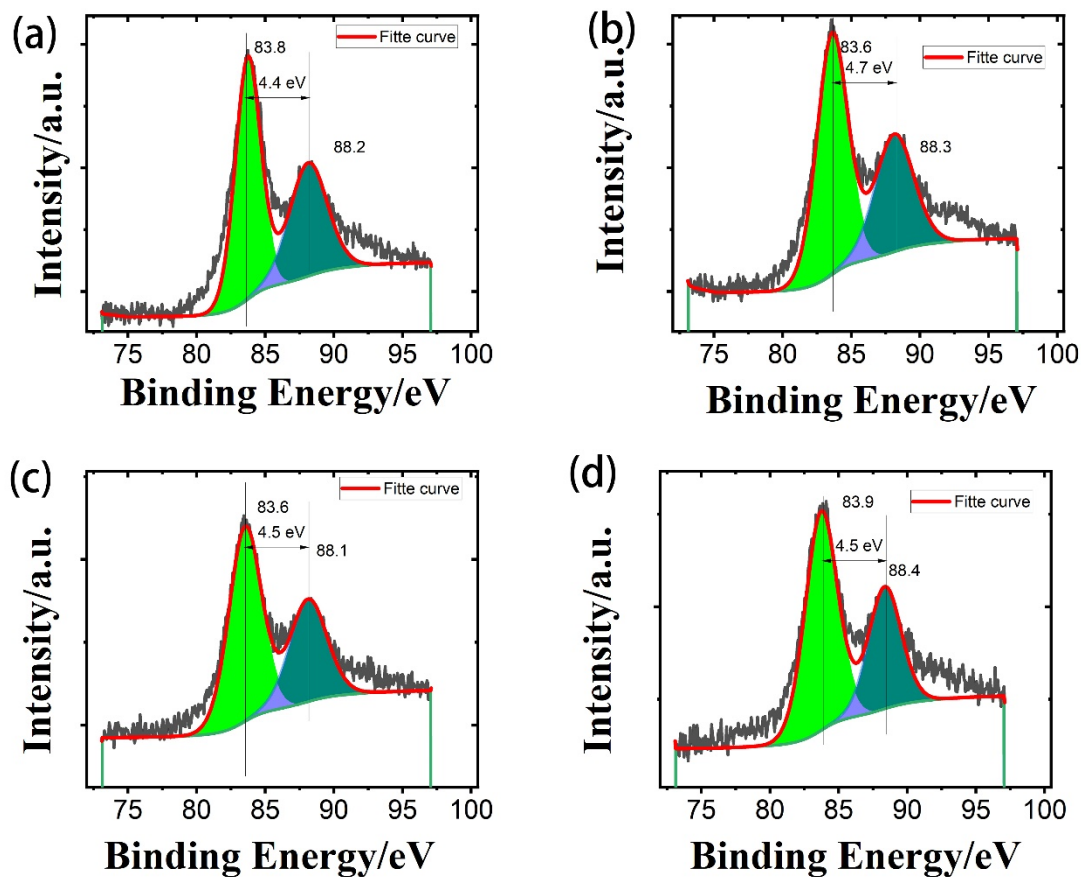 (a)
Fitte curve
83.8
4.4 eV
88.2
Intensity/a.u.
75 80 85 90 95 100
Binding Energy/eV
(b)
Fitte curve
83.6
4.7 eV
88.3
Intensity/a.u.
75 80 85 90 95 100
Binding Energy/eV
(c)
Fitte curve
83.6
4.5 eV
88.1
Intensity/a.u.
75 80 85 90 95 100
Binding Energy/eV
(d)
Fitte curve
83.9
4.5 eV
88.4
Intensity/a.u.
75 80 85 90 95 100
Binding Energy/eV